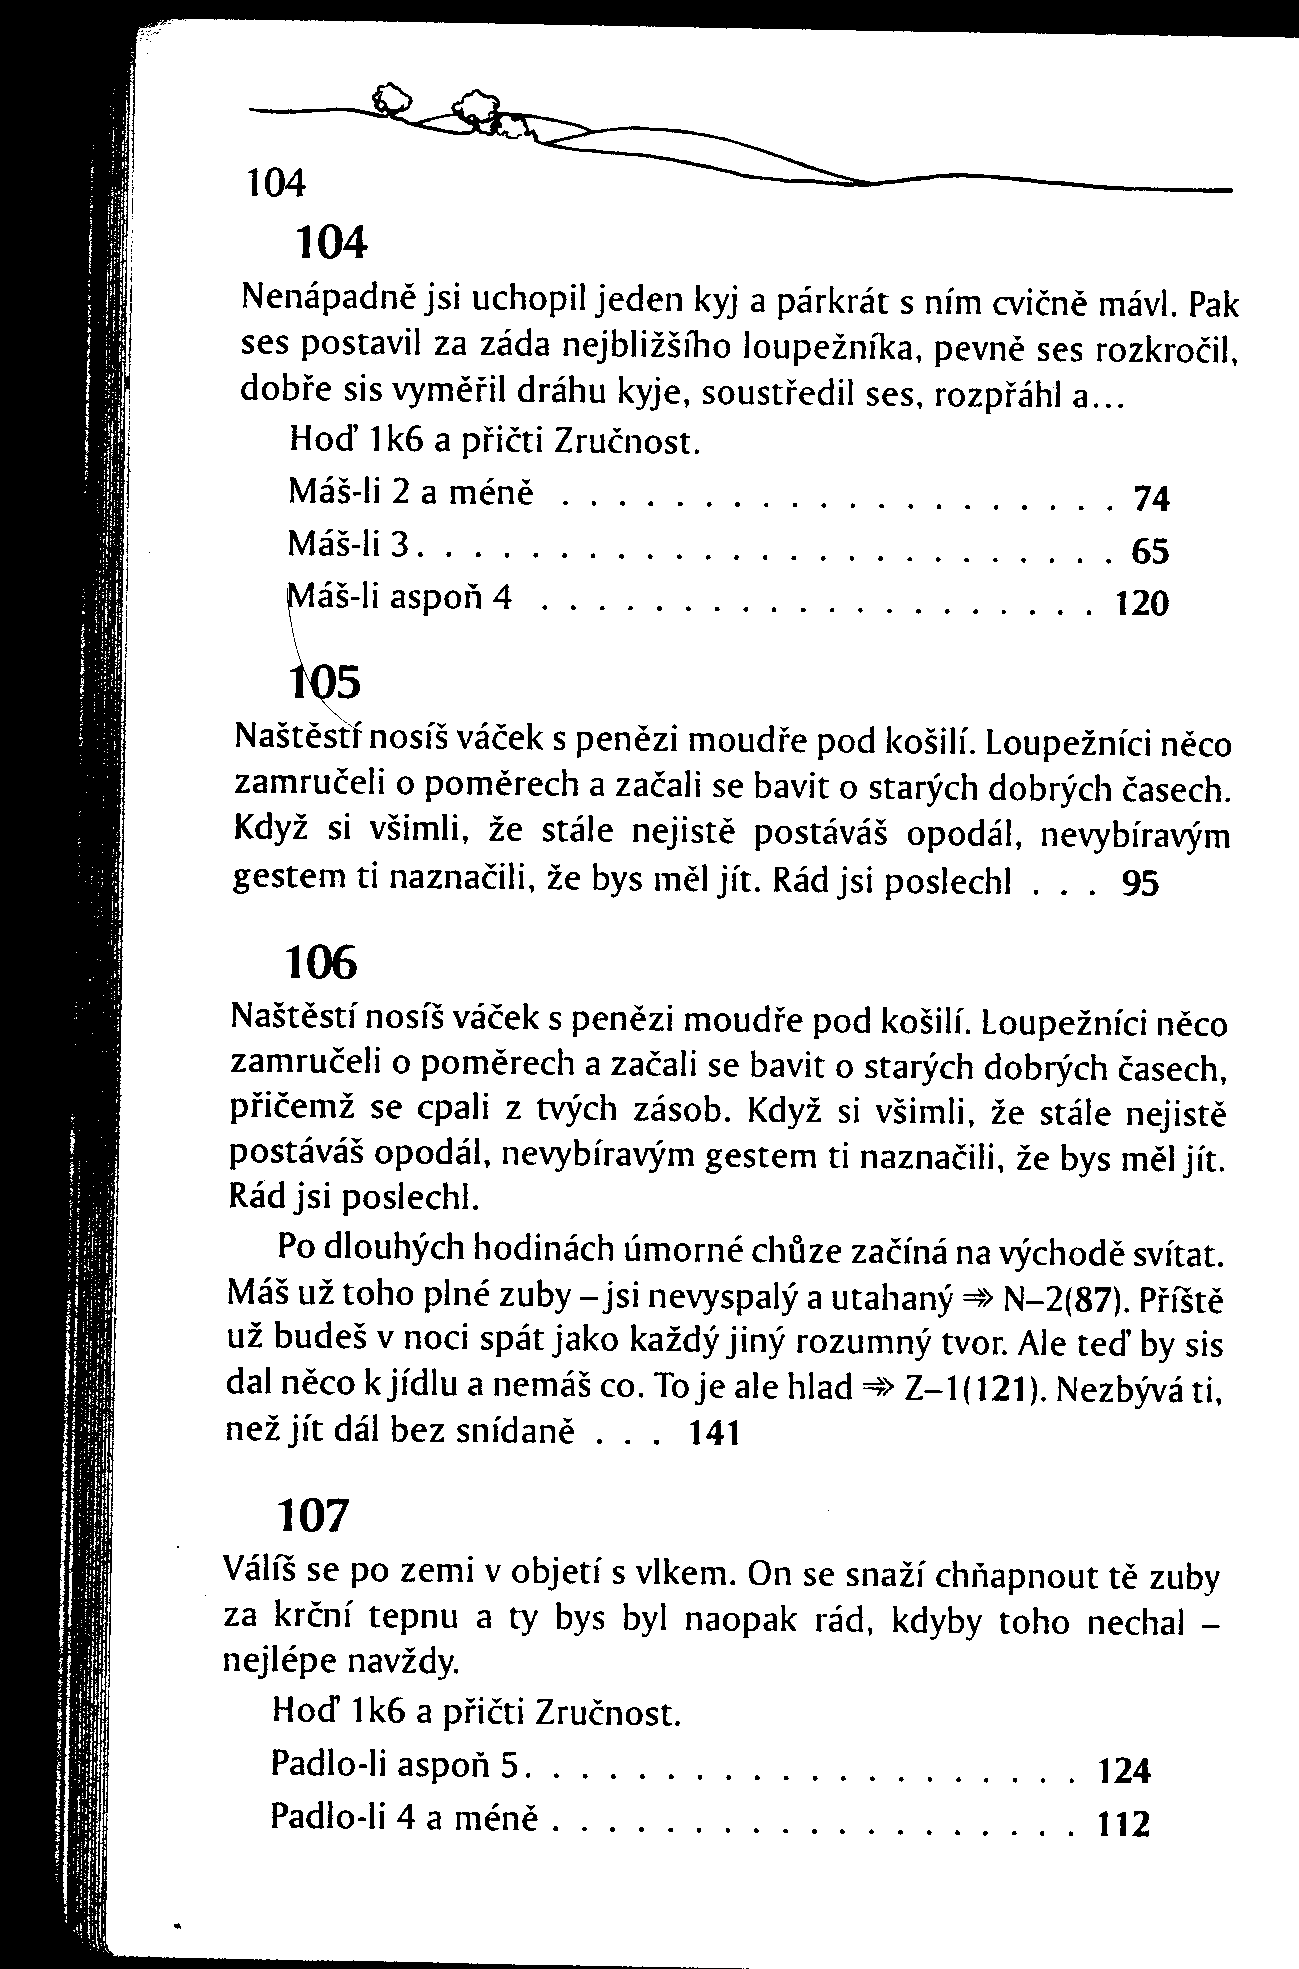 104
104
Nenápadně jsi uchopil jeden kyj a párkrát s ním cvičně mávl. Pak
ses postavil za záda nejbližšího loupežníka, pevně ses rozkročil,
dobře sis vyměřil dráhu kyje, soustředil ses, rozpřáhl a...
Hoď 1k6 a přičti Zručnost.
Máš-li 2 a méně . . . . . . . . . . . . . . . . . . . . 74
Máš-li 3. . . . . . . . . . . . . . . . . . . . . . . . . 65
Máš-li aspoň 4 . . . . . . . . . . . . . . . . . . . . 120
105
Naštěstí nosíš váček s penězi moudře pod košilí. Loupežníci něco
zamručeli o poměrech a začali se bavit o starých dobrých časech.
Když si všimli, že stále nejistě postáváš opodál, nevybíravým
gestem ti naznačili, že bys měl jít. Rád jsi poslechl . . . 95
106
Naštěstí nosíš váček s penězi moudře pod košilí. Loupežníci něco
zamručeli o poměrech a začali se bavit o starých dobrých časech,
přičemž se cpali z tvých zásob. Když si všimli, že stále nejistě
postáváš opodál, nevybíravým gestem ti naznačili, že bys měl jít.
Rád jsi poslechl.
Po dlouhých hodinách úmorné chůze začíná na východě svítat.
Máš už toho plné zuby – jsi nevyspalý a utahaný ⇒ N–2(87). Příště
už budeš v noci spát jako každý jiný rozumný tvor. Ale teď by sis
dal něco k jídlu a nemáš co. To je ale hlad ⇒ Z–1(121). Nezbývá ti,
než jít dál bez snídaně . . . 141
107
Válíš se po zemi v objetí s vlkem. On se snaží chňapnout tě zuby
za krční tepnu a ty bys byl naopak rád, kdyby toho nechal –
nejlépe navždy.
Hoď 1k6 a přičti Zručnost.
Padlo-li aspoň 5. . . . . . . . . . . . . . . . . . . . 124
Padlo-li 4 a méně . . . . . . . . . . . . . . . . . . . 112